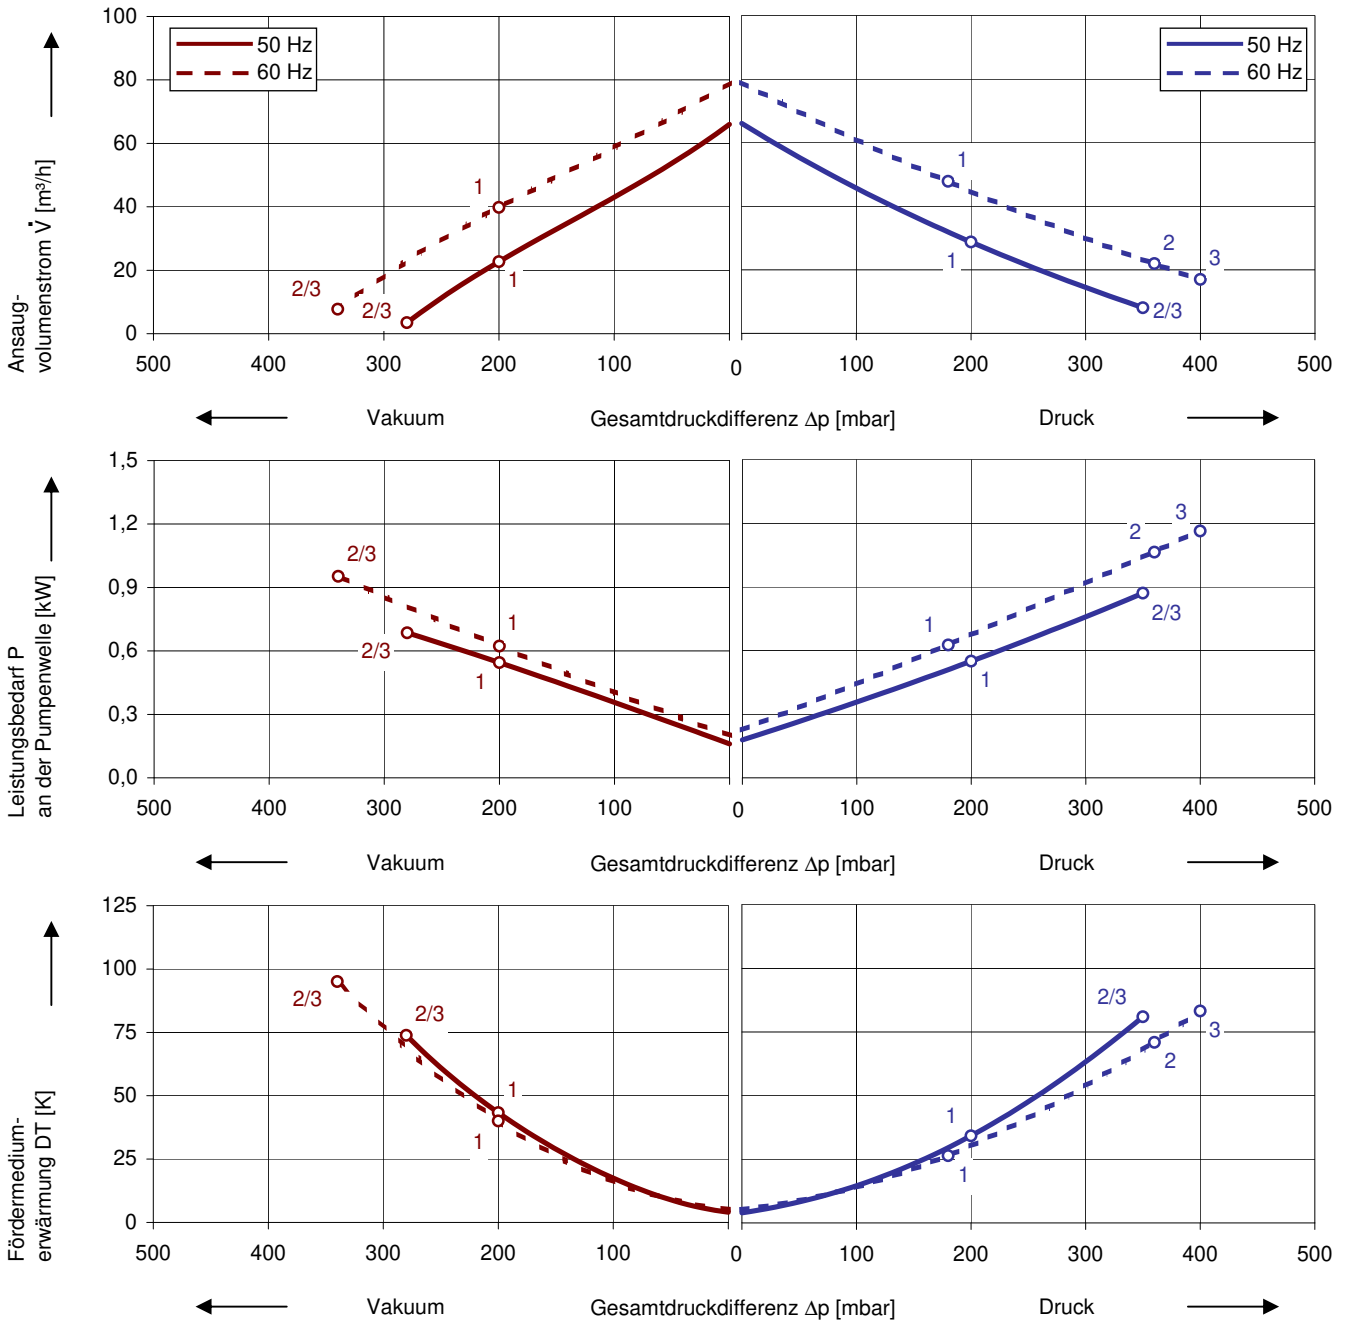 100
80
60
40
20
0
Ansaug-
volumenstrom V̇ [m³/h]
50 Hz
60 Hz
50 Hz
60 Hz
1
2/3
2/3
1
1
2
3
1
2/3
500 400 300 200 100 0 100 200 300 400 500
Vakuum Gesamtdruckdifferenz Δp [mbar] Druck
1,5
1,2
0,9
0,6
0,3
0,0
Leistungsbedarf P
an der Pumpenwelle [kW]
2/3
1
2/3
1
3
2
1
2/3
1
500 400 300 200 100 0 100 200 300 400 500
Vakuum Gesamtdruckdifferenz Δp [mbar] Druck
125
100
75
50
25
0
Fördermedium-
erwärmung DT [K]
2/3
2/3
1
1
2/3
3
2
1
1
500 400 300 200 100 0 100 200 300 400 500
Vakuum Gesamtdruckdifferenz Δp [mbar] Druck